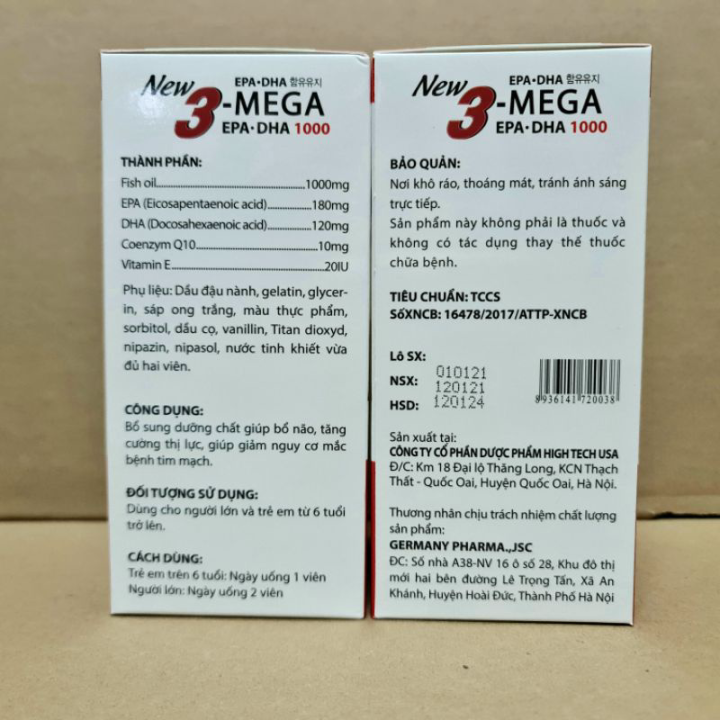 New 3-MEGA
EPA•DHA 함유유지
EPA•DHA 1000
THÀNH PHẦN:
Fish oil..........1000mg
EPA (Eicosapentaenoic acid)..........180mg
DHA (Docosahexaenoic acid)..........120mg
Coenzym Q10..........10mg
Vitamin E..........20IU
Phụ liệu: Dầu đậu nành, gelatin, glycer-
in, sáp ong trắng, màu thực phẩm,
sorbitol, dầu cọ, vanillin, Titan dioxyd,
nipazin, nipasol, nước tinh khiết vừa
đủ hai viên.
CÔNG DỤNG:
Bổ sung dưỡng chất giúp bổ não, tăng
cường thị lực, giúp giảm nguy cơ mắc
bệnh tim mạch.
ĐỐI TƯỢNG SỬ DỤNG:
Dùng cho người lớn và trẻ em từ 6 tuổi
trở lên.
CÁCH DÙNG:
Trẻ em trên 6 tuổi: Ngày uống 1 viên
Người lớn: Ngày uống 2 viên
New 3-MEGA
EPA•DHA 함유유지
EPA•DHA 1000
BẢO QUẢN:
Nơi khô ráo, thoáng mát, tránh ánh sáng
trực tiếp.
Sản phẩm này không phải là thuốc và
không có tác dụng thay thế thuốc
chữa bệnh.
TIÊU CHUẨN: TCCS
SốXNCB: 16478/2017/ATTP-XNCB
Lô SX: 010121
NSX: 120121
HSD: 120124
8936141720038
Sản xuất tại:
CÔNG TY CỔ PHẦN DƯỢC PHẨM HIGH TECH USA
Đ/C: Km 18 Đại lộ Thăng Long, KCN Thạch
Thất - Quốc Oai, Huyện Quốc Oai, Hà Nội.
Thương nhân chịu trách nhiệm chất lượng
sản phẩm:
GERMANY PHARMA.,JSC
ĐC: Số nhà A38-NV 16 ô số 28, Khu đô thị
mới hai bên đường Lê Trọng Tấn, Xã An
Khánh, Huyện Hoài Đức, Thành Phố Hà Nội